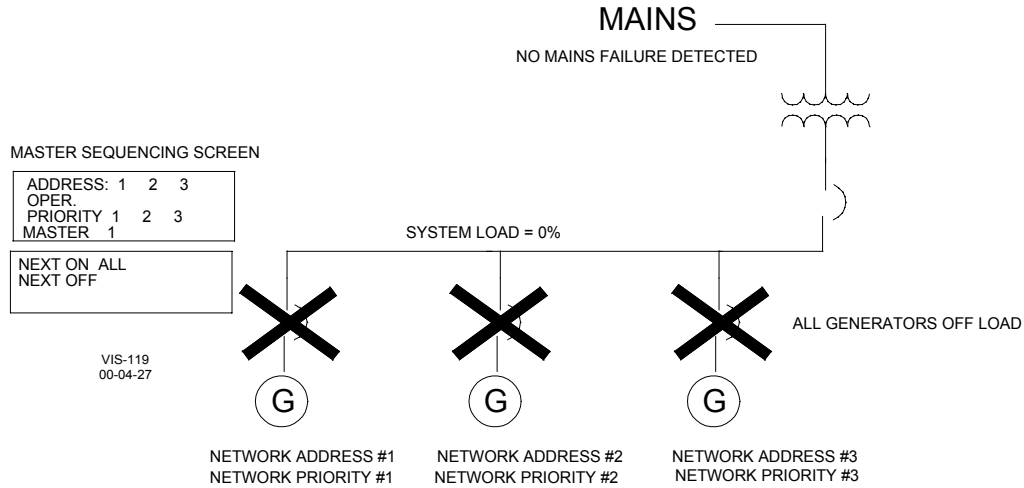 MAINS
NO MAINS FAILURE DETECTED
MASTER SEQUENCING SCREEN
ADDRESS: 1 2 3
OPER.
PRIORITY 1 2 3
MASTER 1
SYSTEM LOAD = 0%
NEXT ON ALL
NEXT OFF
ALL GENERATORS OFF LOAD
VIS-119
00-04-27
G G G
NETWORK ADDRESS #1 NETWORK ADDRESS #2 NETWORK ADDRESS #3
NETWORK PRIORITY #1 NETWORK PRIORITY #2 NETWORK PRIORITY #3